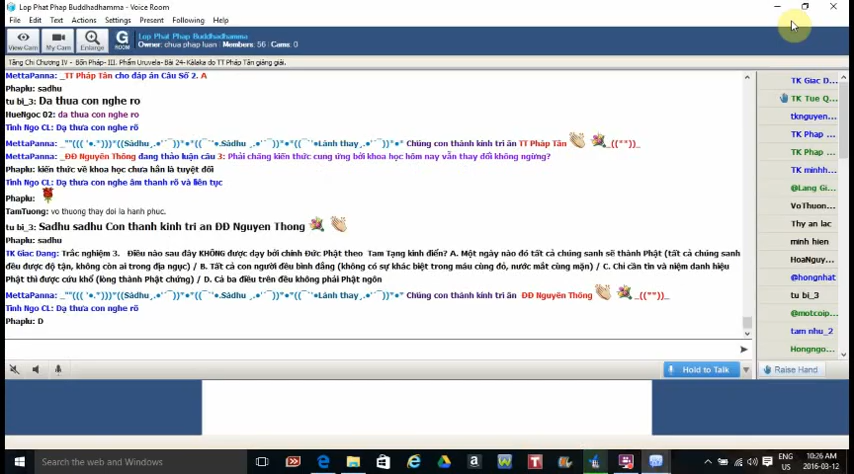 Lop Phat Phap Buddhadhamma - Voice Room
File Edit Text Actions Settings Present Following Help
View Cam My Cam Enlarge G ROOM
Lop Phat Phap Buddhadhamma
Owner: chua phap luan : Members: 56 : Cams: 0
Tăng Chi Chương IV - Bốn Pháp- III. Phẩm Uruvela- Bài 24- Kàlaka do TT Pháp Tân giảng giải.
MettaPanna: _TT Pháp Tân cho đáp án Câu Số 2. A
Phaplu: sadhu
tu bi_3: Da thua con nghe ro
HueNgoc 02: da thua con nghe ro
Tinh Ngo CL: Dạ thưa con nghe rõ
MettaPanna: Chúng con thành kính tri ân TT Pháp Tân
MettaPanna: _ĐĐ Nguyên Thông đang thảo luận câu 3: Phải chăng kiến thức cung ứng bởi khoa học hôm nay vẫn thay đổi không ngừng?
Phaplu: kiến thức về khoa học chưa hẳn là tuyệt đối
Tinh Ngo CL: Dạ thưa con nghe âm thanh rõ và liên tục
Phaplu:
TamTuong: vo thuong thay doi la hanh phuc.
tu bi_3: Sadhu sadhu Con thanh kinh tri an ĐĐ Nguyen Thong
Phaplu: sadhu
TK Giac Dang: Trắc nghiệm 3. Điều nào sau đây KHÔNG được dạy bởi chính Đức Phật theo Tam Tạng kinh điển? A. Một ngày nào đó tất cả chúng sanh sẽ thành Phật (tất cả chúng sanh
đều được độ tận, không còn ai trong địa ngục) / B. Tất cả con người đều bình đẳng (không có sự khác biệt trong máu cùng đỏ, nước mắt cùng mặn) / C. Chỉ cần tin và niệm danh hiệu
Phật thì được cứu khổ (lòng thành Phật chứng) / D. Cả ba điều trên đều không phải Phật ngôn
MettaPanna: Chúng con thành kính tri ân ĐĐ Nguyên Thông
Tinh Ngo CL: Dạ thưa con nghe rõ
Phaplu: D
TK Giac D...
TK Tue Q...
tknguyen...
TK Phap ...
TK Phap ...
TK minhh...
@Lang Gi...
VoThuon...
Thy an lac
minh hien
HoaNguy...
@hongnhat
tu bi_3
@motcoip...
tam nhu_2
Hongngo...
Hold to Talk
Raise Hand
Search the web and Windows
ENG US
10:26 AM
2016-03-12